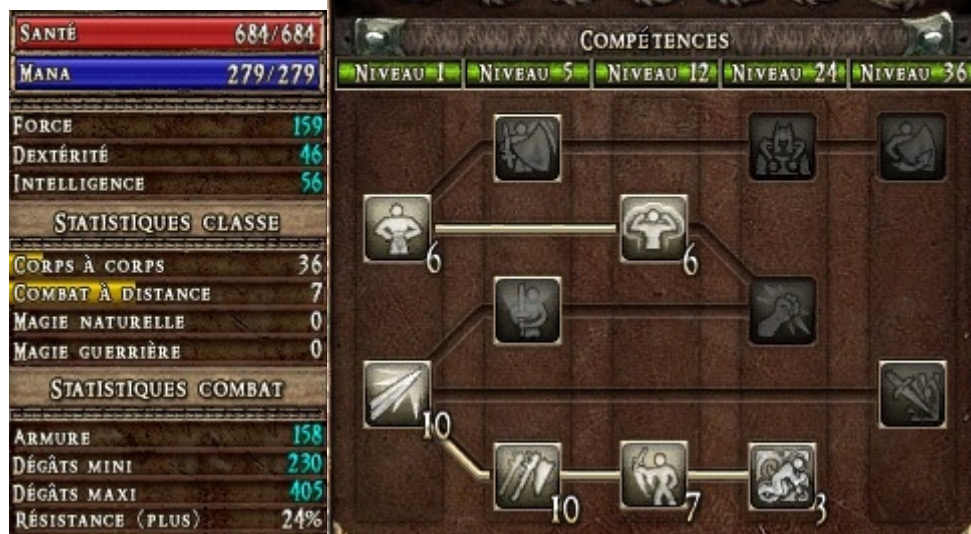 SANTÉ 684/684
MANA 279/279
FORCE 159
DEXTÉRITÉ 46
INTELLIGENCE 56
STATISTIQUES CLASSE
CORPS À CORPS 36
COMBAT À DISTANCE 7
MAGIE NATURELLE 0
MAGIE GUERRIÈRE 0
STATISTIQUES COMBAT
ARMURE 158
DÉGÂTS MINI 230
DÉGÂTS MAXI 405
RÉSISTANCE (PLUS) 24%
COMPÉTENCES
NIVEAU 1 NIVEAU 5 NIVEAU 12 NIVEAU 24 NIVEAU 36
6 6
10
10 7 3